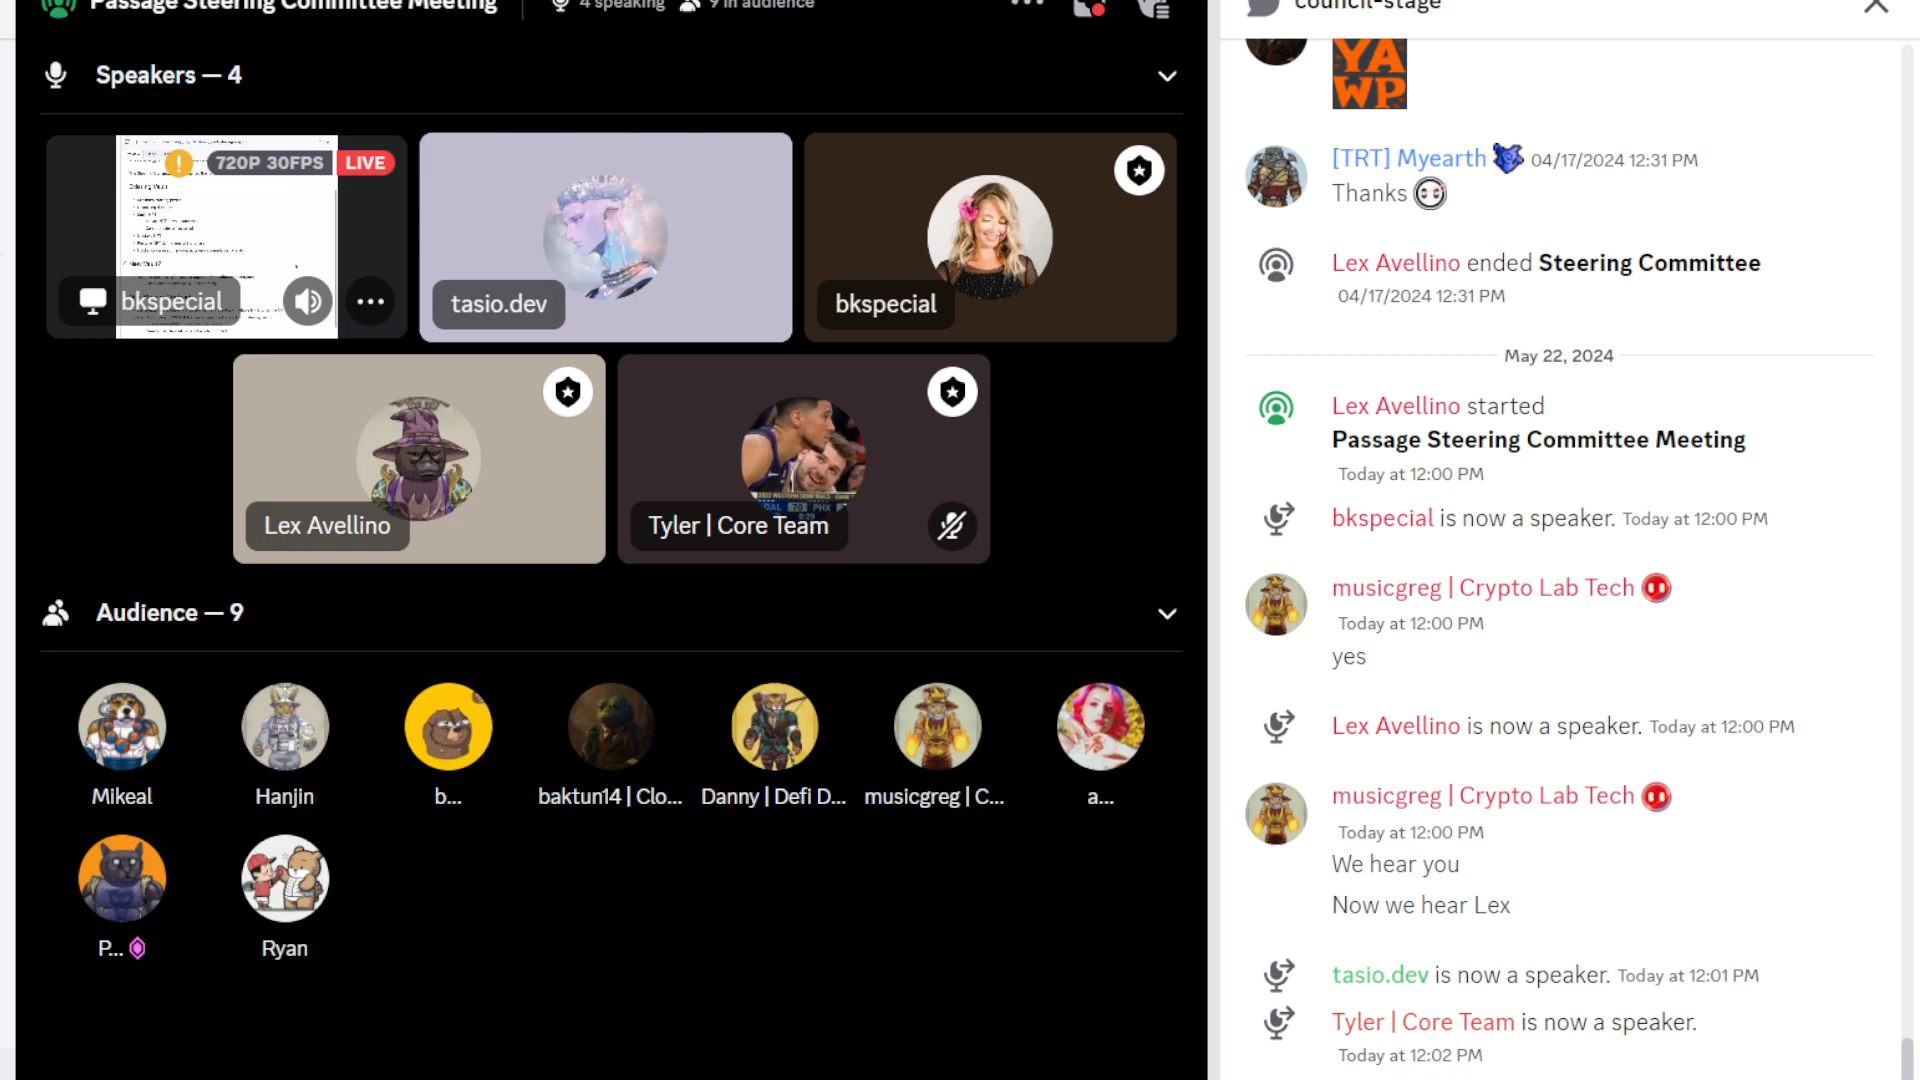 Passage Steering Committee Meeting
4 speaking
9 in audience
Speakers — 4
720P 30FPS
LIVE
Existing Vault
New Vault?
bkspecial
tasio.dev
bkspecial
Lex Avellino
DAL 70 PHX
Tyler | Core Team
Audience — 9
Mikeal
Hanjin
b...
baktun14 | Clo...
Danny | Defi D...
musicgreg | C...
a...
P...
Ryan
council-stage
YA
WP
[TRT] Myearth 04/17/2024 12:31 PM
Thanks
Lex Avellino ended Steering Committee
04/17/2024 12:31 PM
May 22, 2024
Lex Avellino started
Passage Steering Committee Meeting
Today at 12:00 PM
bkspecial is now a speaker. Today at 12:00 PM
musicgreg | Crypto Lab Tech
Today at 12:00 PM
yes
Lex Avellino is now a speaker. Today at 12:00 PM
musicgreg | Crypto Lab Tech
Today at 12:00 PM
We hear you
Now we hear Lex
tasio.dev is now a speaker. Today at 12:01 PM
Tyler | Core Team is now a speaker.
Today at 12:02 PM